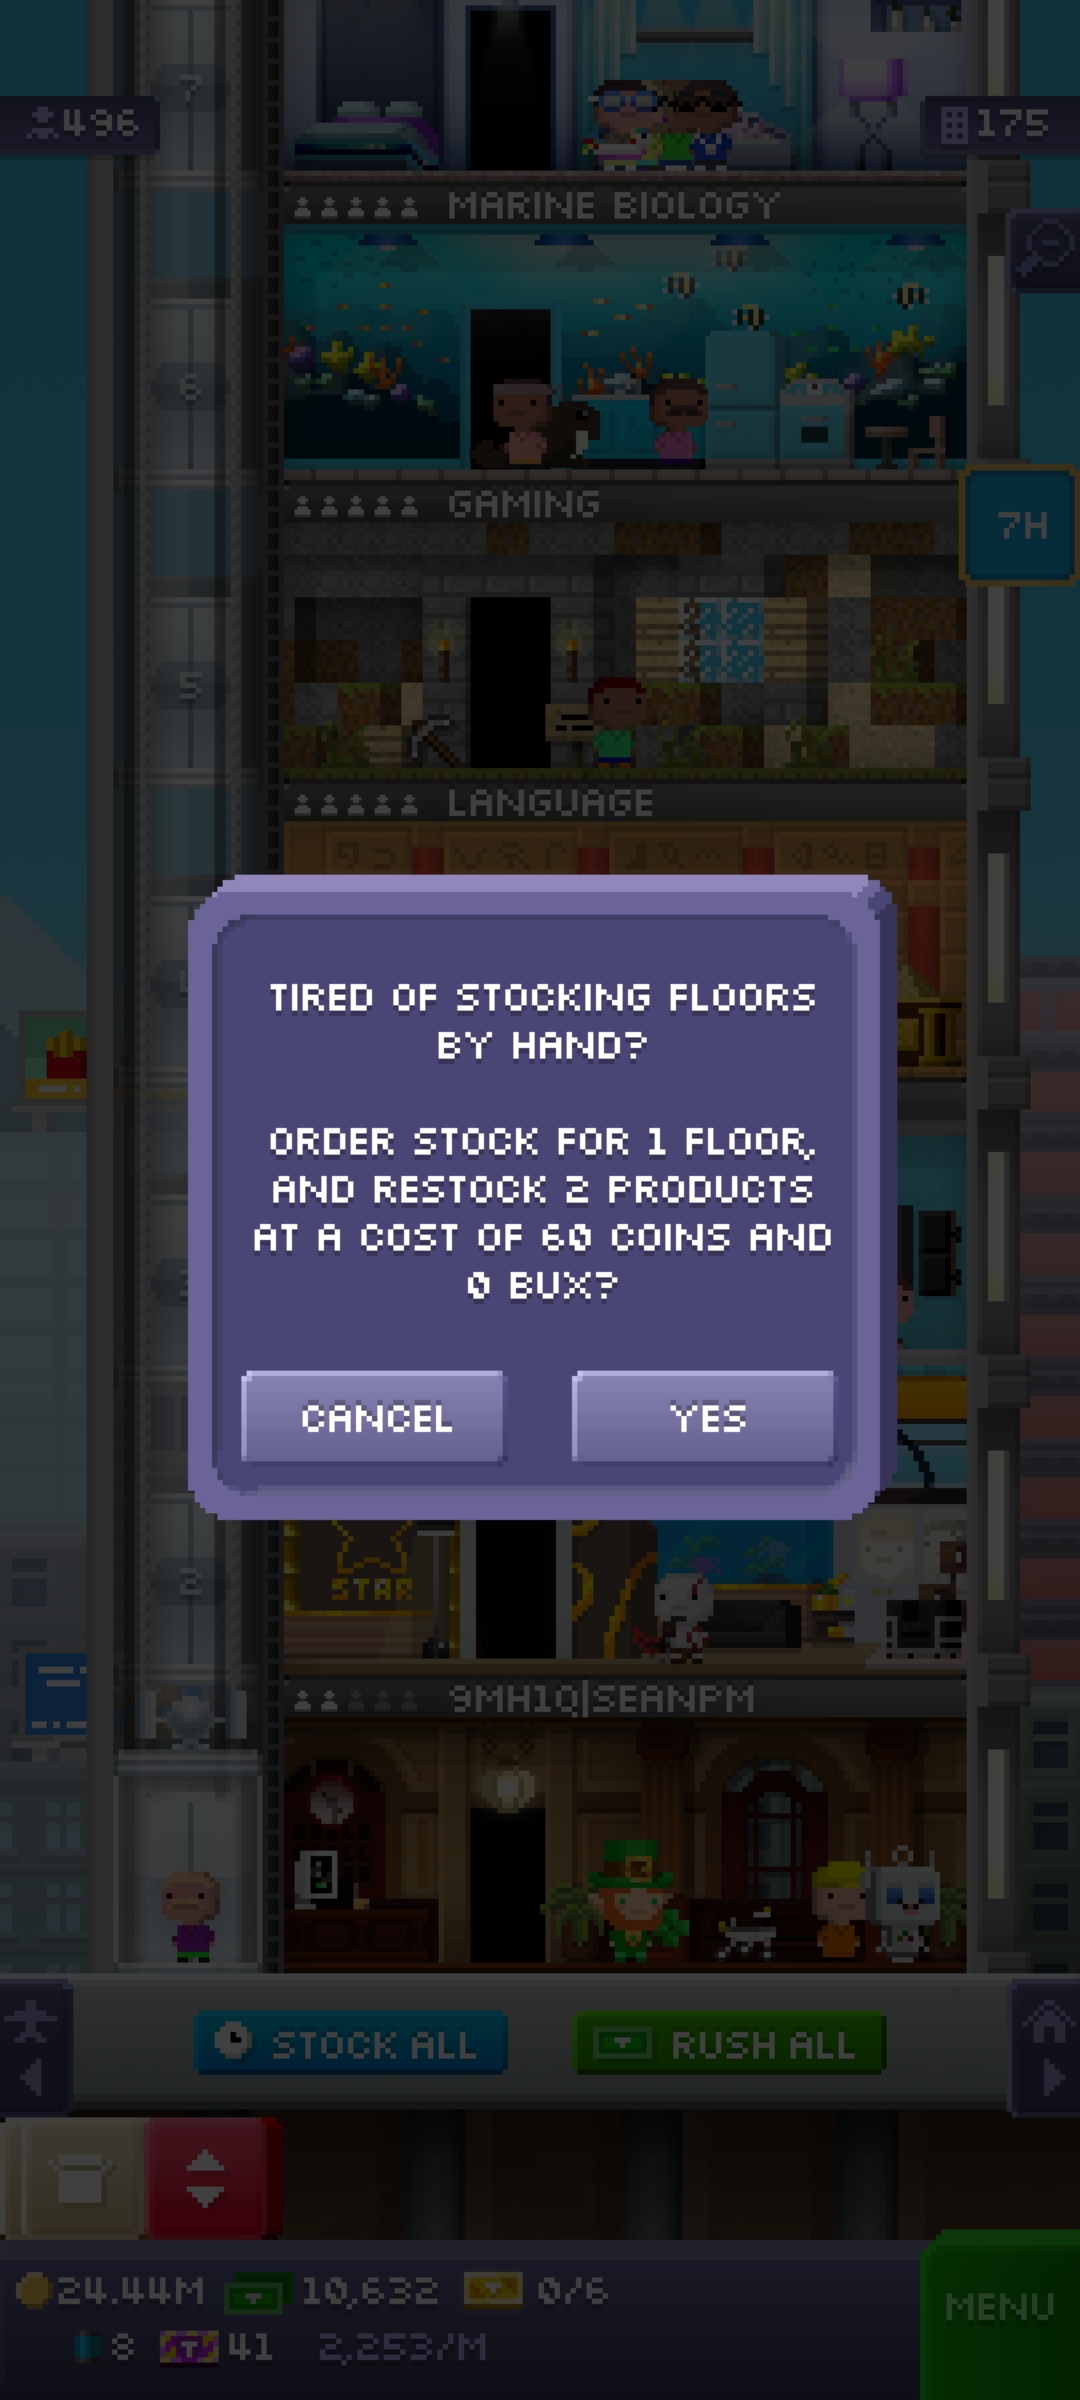 7
496
175
MARINE BIOLOGY
6
GAMING
7H
5
LANGUAGE
TIRED OF STOCKING FLOORS
BY HAND?
ORDER STOCK FOR 1 FLOOR,
AND RESTOCK 2 PRODUCTS
AT A COST OF 60 COINS AND
0 BUX?
CANCEL
YES
2
STAR
9MH1Q|SEANPM
STOCK ALL
RUSH ALL
24.44M
10,632
0/6
MENU
8
41
2,253/M